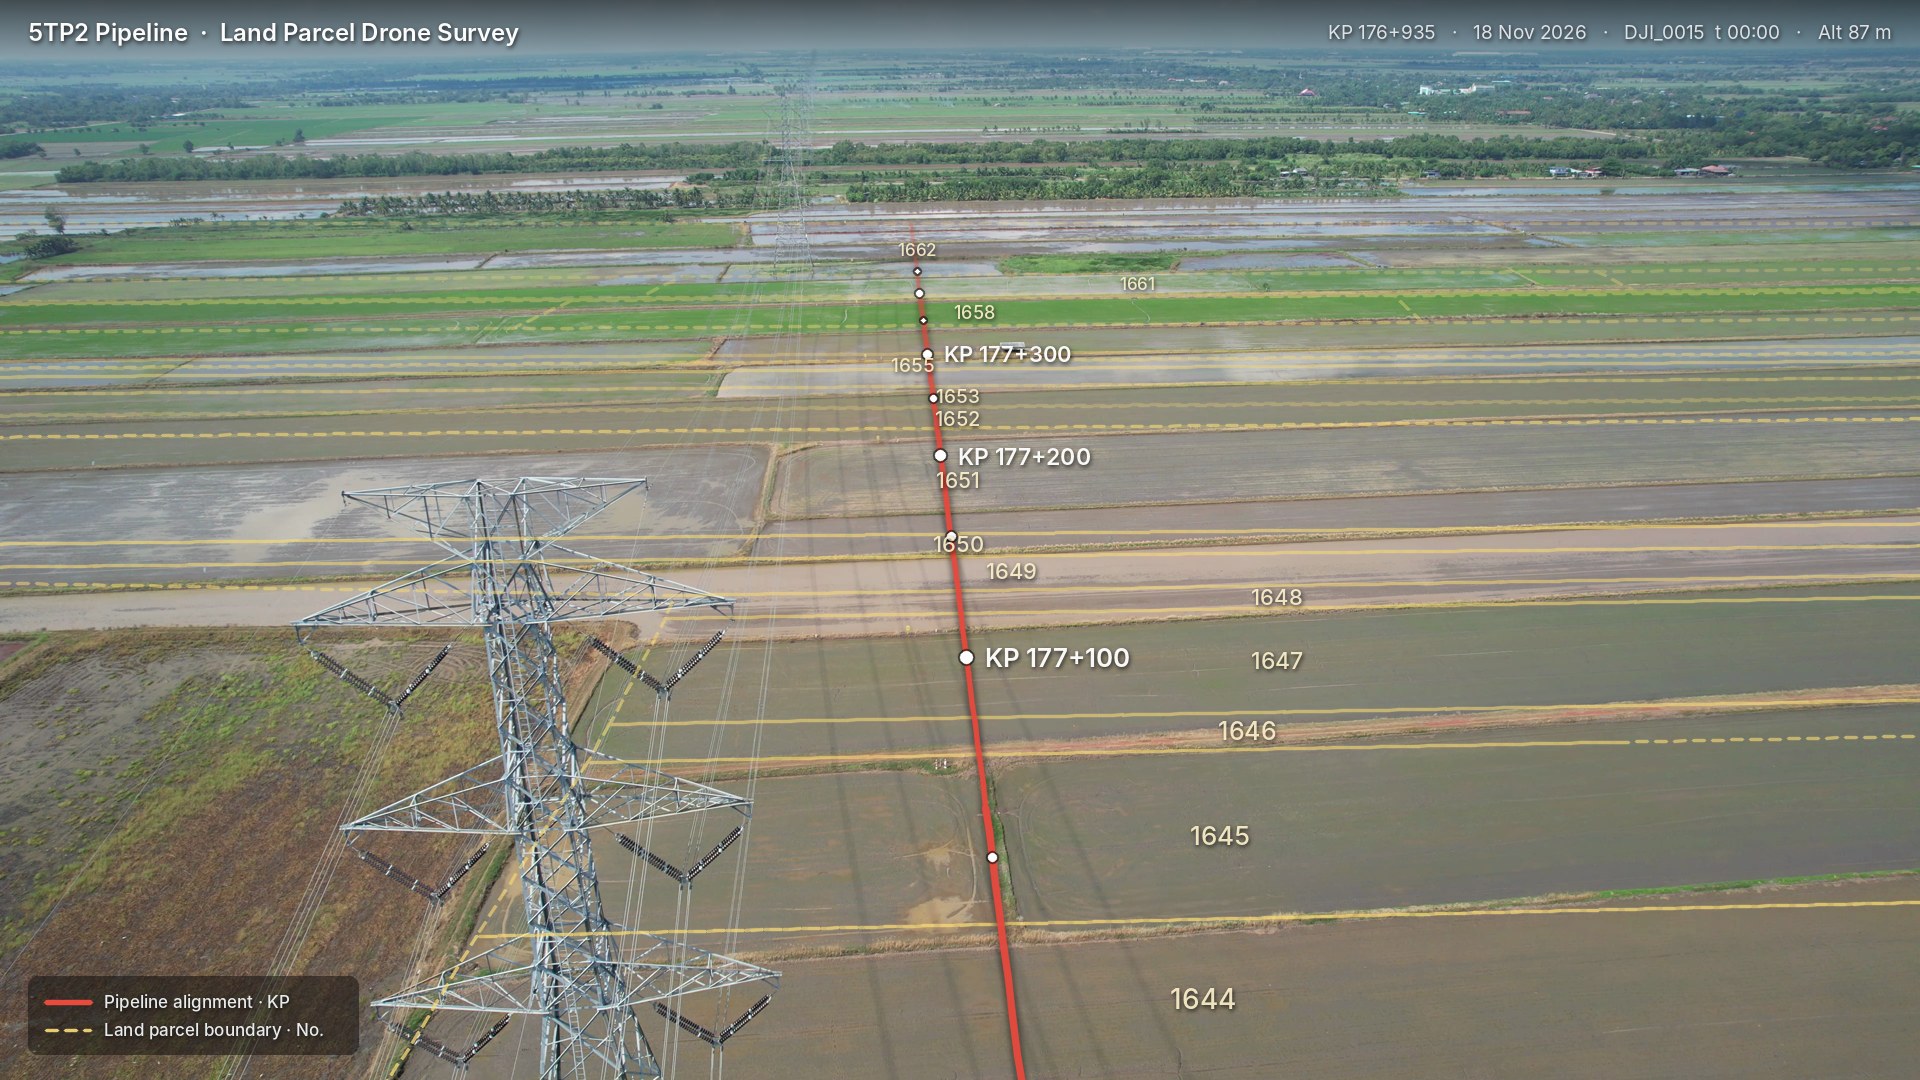 5TP2 Pipeline · Land Parcel Drone Survey
KP 176+935 · 18 Nov 2026 · DJI_0015 t 00:00 · Alt 87 m
1662
1661
1658
KP 177+300
1655
1653
1652
KP 177+200
1651
1650
1649
1648
KP 177+100
1647
1646
1645
1644
Pipeline alignment · KP
Land parcel boundary · No.